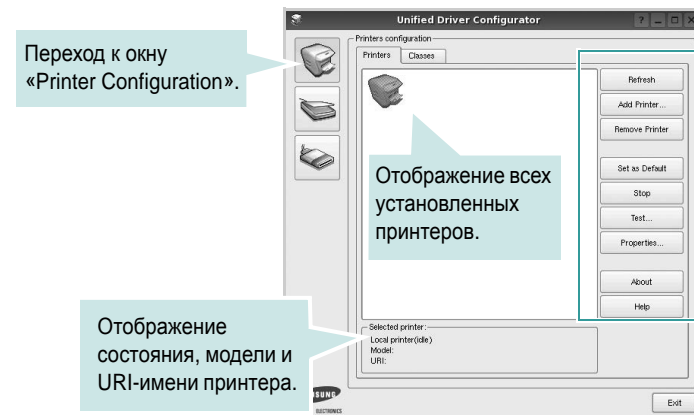 Unified Driver Configurator
Переход к окну
«Printer Configuration».
Printers configuration
Printers
Classes
Refresh
Add Printer...
Remove Printer
Set as Default
Stop
Test...
Properties...
About
Help
Отображение всех
установленных
принтеров.
Отображение
состояния, модели и
URI-имени принтера.
Selected printer:
Local printer(idle)
Model:
URI:
SUNG
ELECTRONICS
Exit